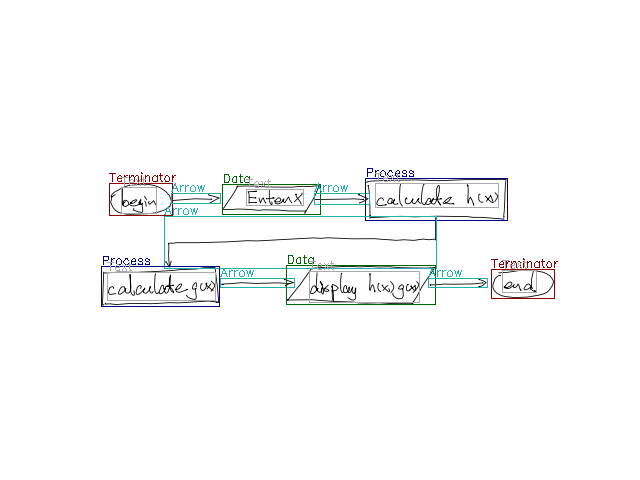 Terminator
Text
begin
Arrow
Data
Text
Enter x
Arrow
Process
Text
calculate h(x)
Arrow
Process
Text
calculate g(x)
Arrow
Data
Text
display h(x) g(x)
Arrow
Terminator
Text
end